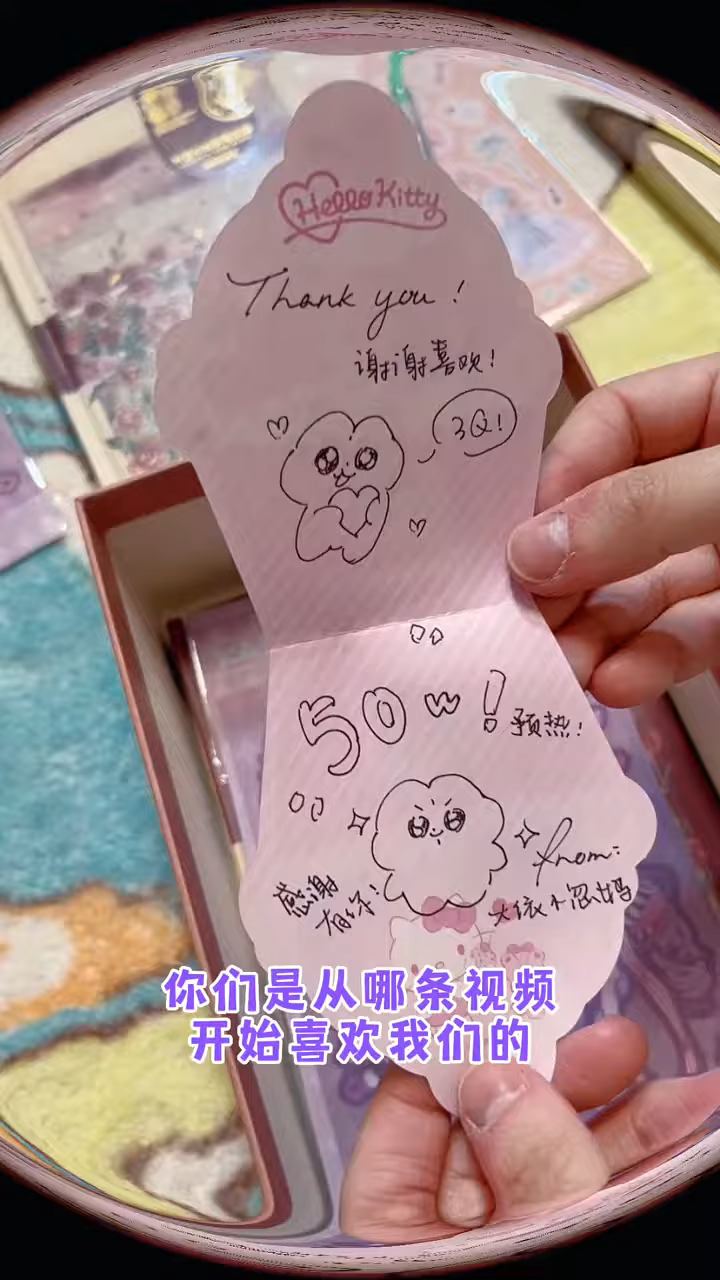 Hello Kitty
Thank you!
谢谢喜欢!
3Q!
50w!
预热!
感谢
有你!
from:
大依小忽妈
你们是从哪条视频
开始喜欢我们的